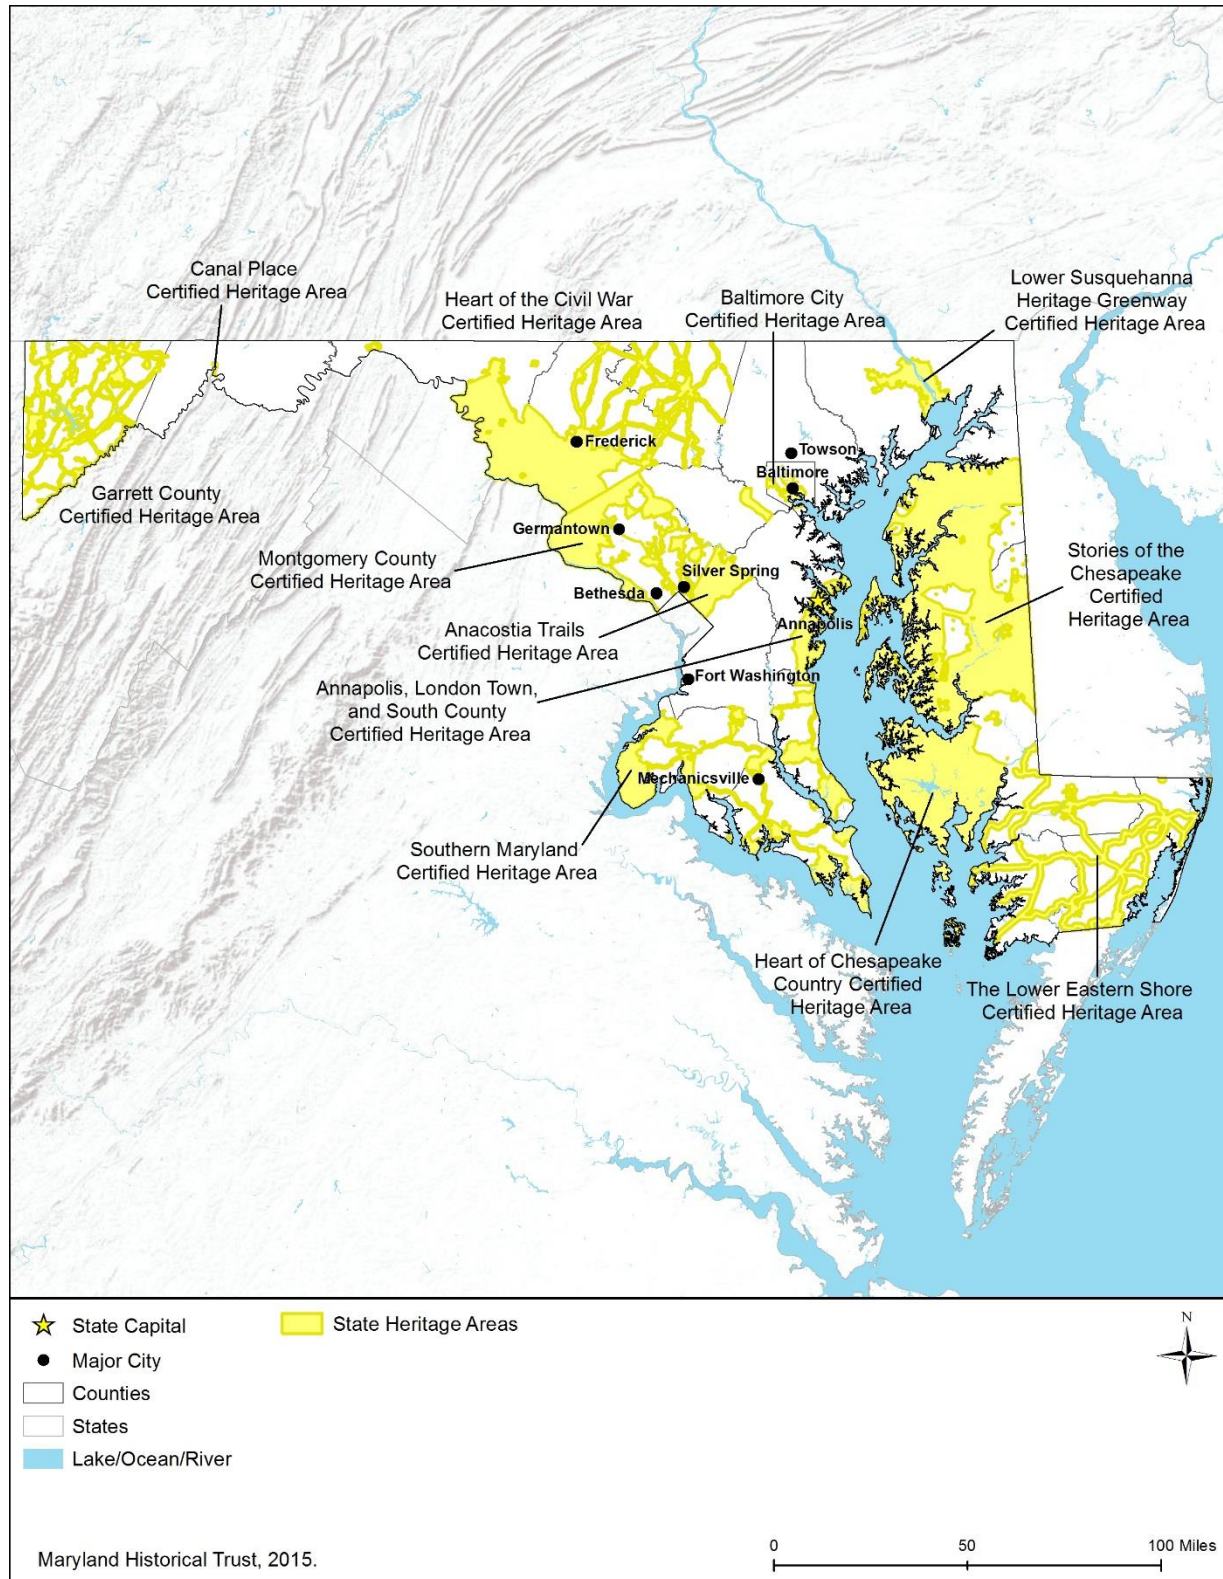 Canal Place
Certified Heritage Area
Heart of the Civil War
Certified Heritage Area
Baltimore City
Certified Heritage Area
Lower Susquehanna
Heritage Greenway
Certified Heritage Area
Frederick
Towson
Baltimore
Garrett County
Certified Heritage Area
Germantown
Montgomery County
Certified Heritage Area
Silver Spring
Bethesda
Stories of the
Chesapeake
Certified
Heritage Area
Anacostia Trails
Certified Heritage Area
Annapolis
Annapolis, London Town,
and South County
Certified Heritage Area
Fort Washington
Mechanicsville
Southern Maryland
Certified Heritage Area
Heart of Chesapeake
Country Certified
Heritage Area
The Lower Eastern Shore
Certified Heritage Area
State Capital
State Heritage Areas
Major City
Counties
States
Lake/Ocean/River
N
Maryland Historical Trust, 2015.
0 50 100 Miles